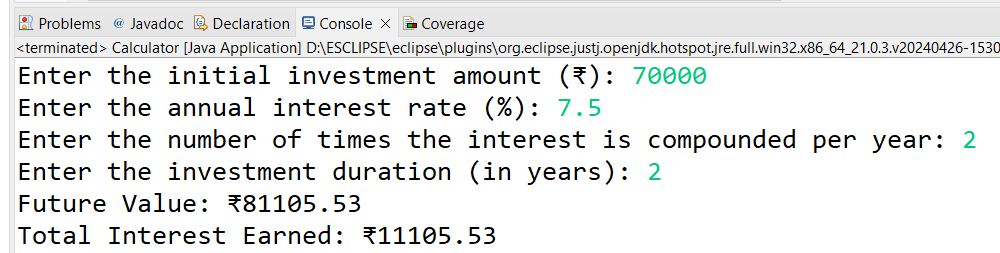 Problems @ Javadoc Declaration Console × Coverage
<terminated> Calculator [Java Application] D:\ESCLIPSE\eclipse\plugins\org.eclipse.justj.openjdk.hotspot.jre.full.win32.x86_64_21.0.3.v20240426-1530
Enter the initial investment amount (₹): 70000
Enter the annual interest rate (%): 7.5
Enter the number of times the interest is compounded per year: 2
Enter the investment duration (in years): 2
Future Value: ₹81105.53
Total Interest Earned: ₹11105.53